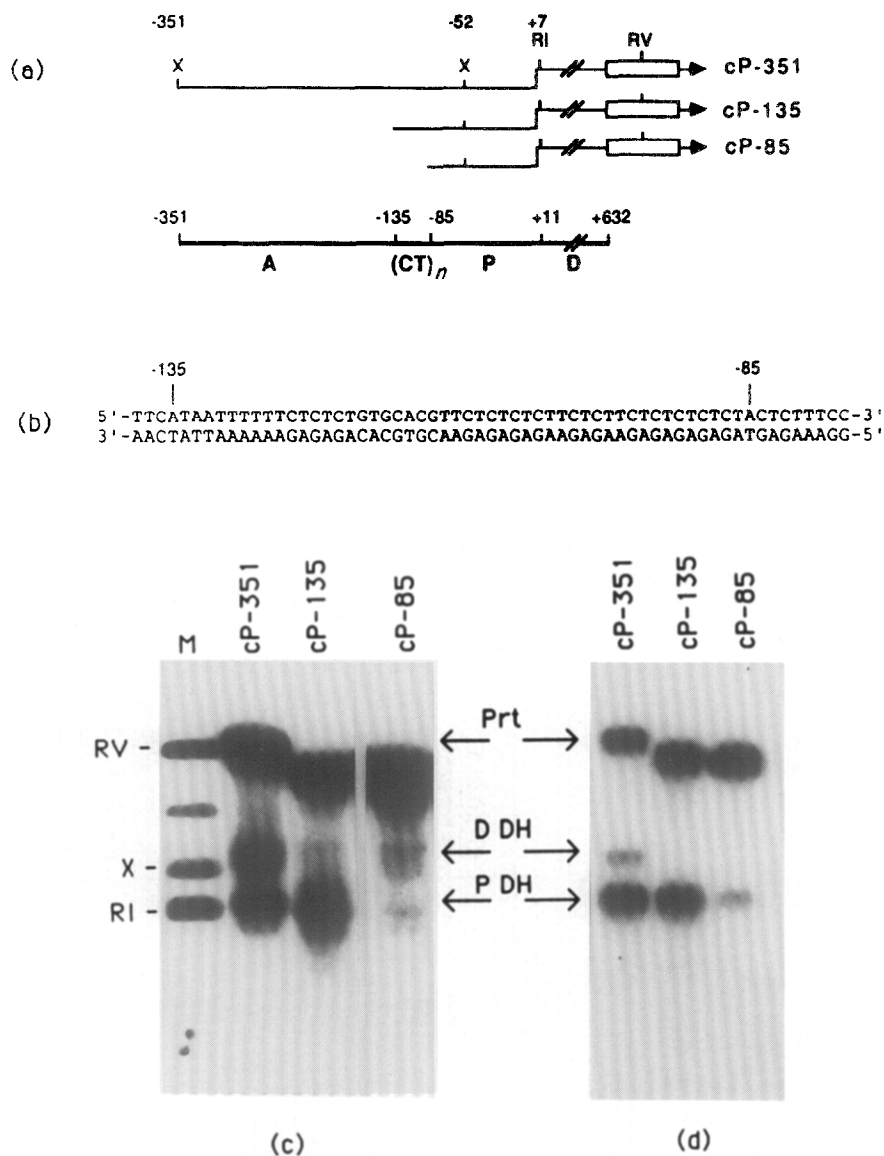 (a)
-351 -52 +7
RI RV
X X cP-351
cP-135
cP-85
-351 -135 -85 +11 +632
A (CT)n P D
(b)
-135 -85
5'-TTCATAATTTTTTCTCTCTGTGCACGTTCTCTCTCTTCTCTTCTCTCTCTCTACTCTTTCC-3'
3'-AACTATTAAAAAAGAGAGACACGTGCAAGAGAGAGAAGAGAAGAGAGAGAGATGAGAAAGG-5'
M cP-351 cP-135 cP-85
cP-351 cP-135 cP-85
RV -
Prt
D DH
X -
P DH
RI -
(c)
(d)